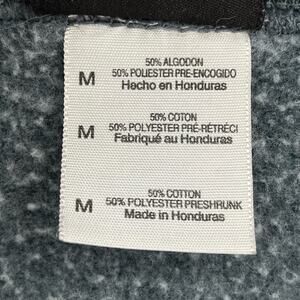 50% ALGODON
M 50% POLIESTER PRE-ENCOGIDO
Hecho en Honduras
50% COTON
M 50% POLYESTER PRÉ-RÉTRÉCI
Fabriqué au Honduras
50% COTTON
M 50% POLYESTER PRESHRUNK
Made in Honduras